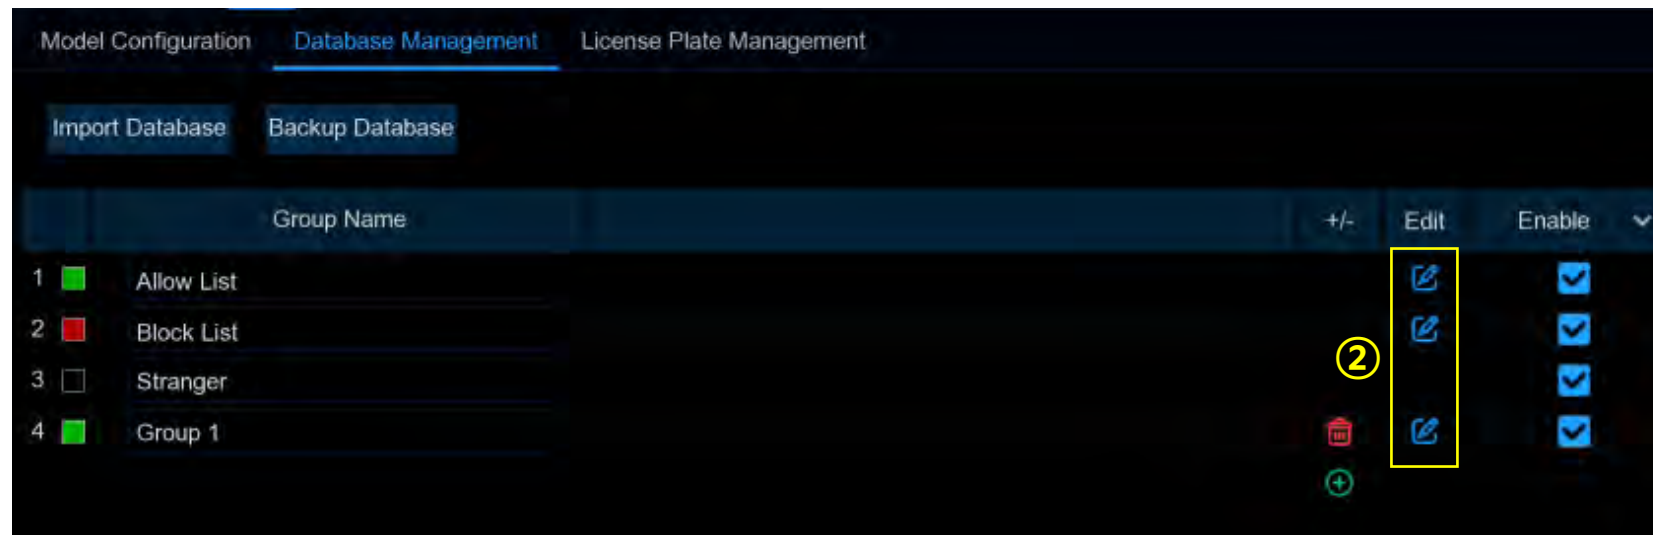 Model Configuration Database Management License Plate Management
Import Database Backup Database
Group Name +/- Edit Enable
1 Allow List
2 Block List
②
3 Stranger
4 Group 1